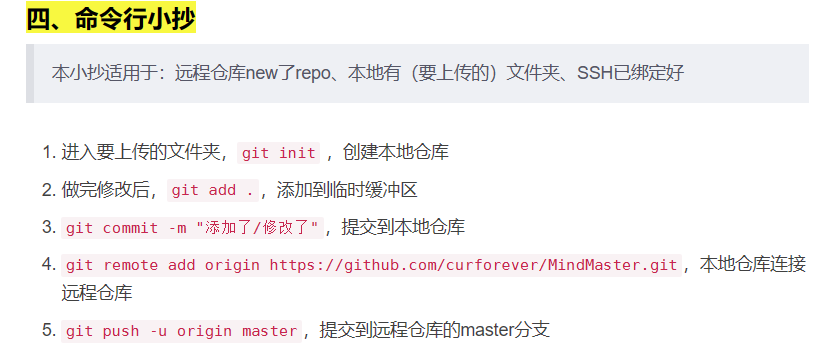 四、命令行小抄
本小抄适用于：远程仓库new了repo、本地有（要上传的）文件夹、SSH已绑定好
1. 进入要上传的文件夹，git init ，创建本地仓库
2. 做完修改后，git add .，添加到临时缓冲区
3. git commit -m "添加了/修改了"，提交到本地仓库
4. git remote add origin https://github.com/curforever/MindMaster.git，本地仓库连接
远程仓库
5. git push -u origin master，提交到远程仓库的master分支